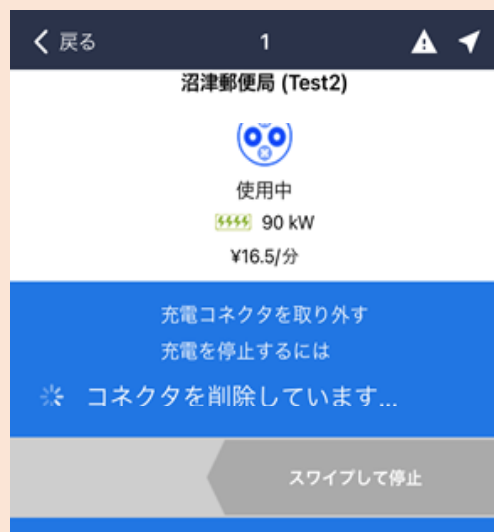 戻る
1
沼津郵便局 (Test2)
使用中
90 kW
¥16.5/分
充電コネクタを取り外す
充電を停止するには
コネクタを削除しています...
スワイプして停止